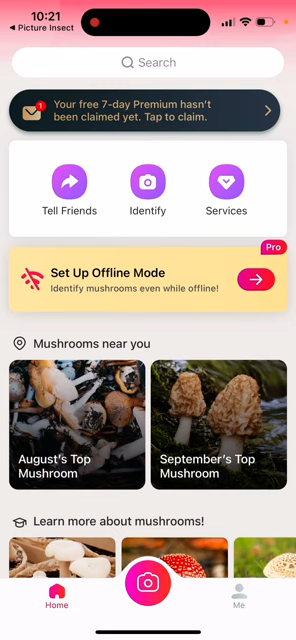 10:21
◀ Picture Insect
Search
1
Your free 7-day Premium hasn't
been claimed yet. Tap to claim.
Tell Friends
Identify
Services
Pro
Set Up Offline Mode
Identify mushrooms even while offline!
Mushrooms near you
August's Top
Mushroom
September's Top
Mushroom
Learn more about mushrooms!
Home
Me